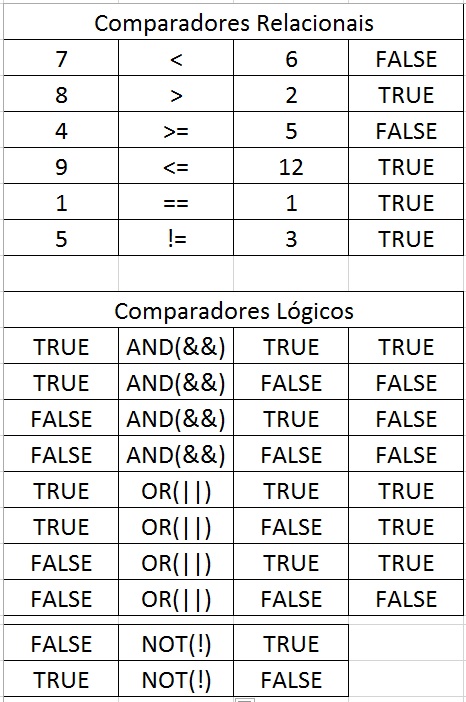 Comparadores Relacionais
7 < 6 FALSE
8 > 2 TRUE
4 >= 5 FALSE
9 <= 12 TRUE
1 == 1 TRUE
5 != 3 TRUE
Comparadores Lógicos
TRUE AND(&&) TRUE TRUE
TRUE AND(&&) FALSE FALSE
FALSE AND(&&) TRUE FALSE
FALSE AND(&&) FALSE FALSE
TRUE OR(||) TRUE TRUE
TRUE OR(||) FALSE TRUE
FALSE OR(||) TRUE TRUE
FALSE OR(||) FALSE FALSE
FALSE NOT(!) TRUE
TRUE NOT(!) FALSE